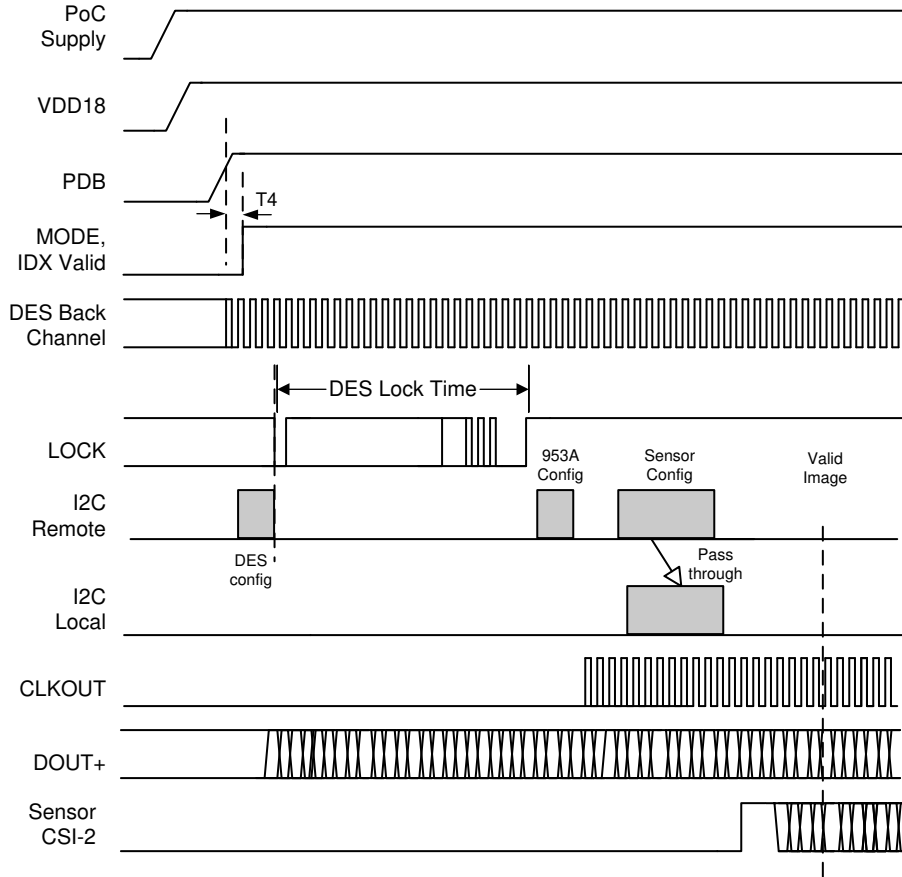 PoC
Supply
VDD18
PDB
T4
MODE,
IDX Valid
DES Back
Channel
DES Lock Time
LOCK
953A
Config
Sensor
Config
Valid
Image
I2C
Remote
DES
config
Pass
through
I2C
Local
CLKOUT
DOUT+
Sensor
CSI-2